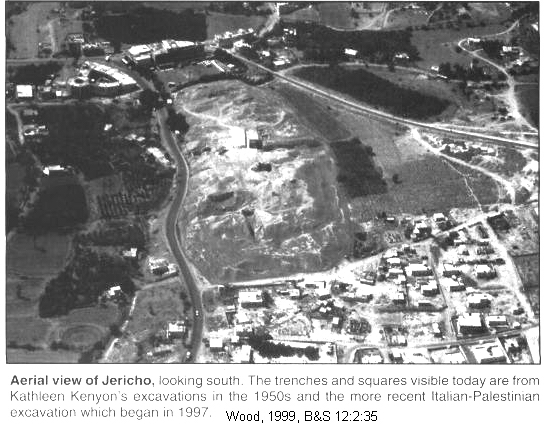 Aerial view of Jericho, looking south. The trenches and squares visible today are from
Kathleen Kenyon's excavations in the 1950s and the more recent Italian-Palestinian
excavation which began in 1997. Wood, 1999, B&S 12:2:35